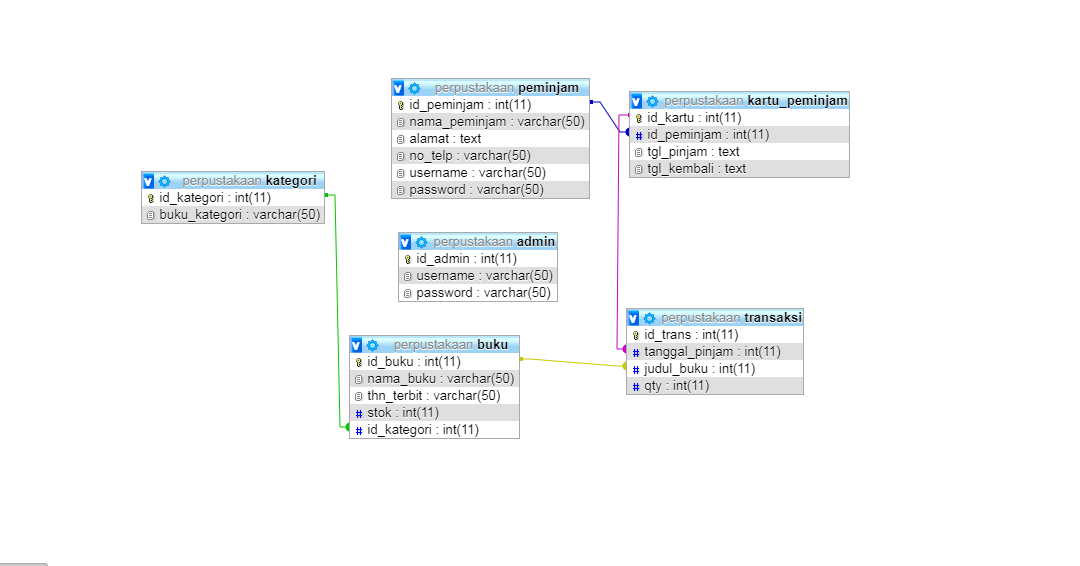 perpustakaan peminjam
id_peminjam : int(11)
nama_peminjam : varchar(50)
alamat : text
no_telp : varchar(50)
username : varchar(50)
password : varchar(50)
perpustakaan kartu_peminjam
id_kartu : int(11)
# id_peminjam : int(11)
tgl_pinjam : text
tgl_kembali : text
perpustakaan kategori
id_kategori : int(11)
buku_kategori : varchar(50)
perpustakaan admin
id_admin : int(11)
username : varchar(50)
password : varchar(50)
perpustakaan buku
id_buku : int(11)
nama_buku : varchar(50)
thn_terbit : varchar(50)
# stok : int(11)
# id_kategori : int(11)
perpustakaan transaksi
id_trans : int(11)
# tanggal_pinjam : int(11)
# judul_buku : int(11)
# qty : int(11)